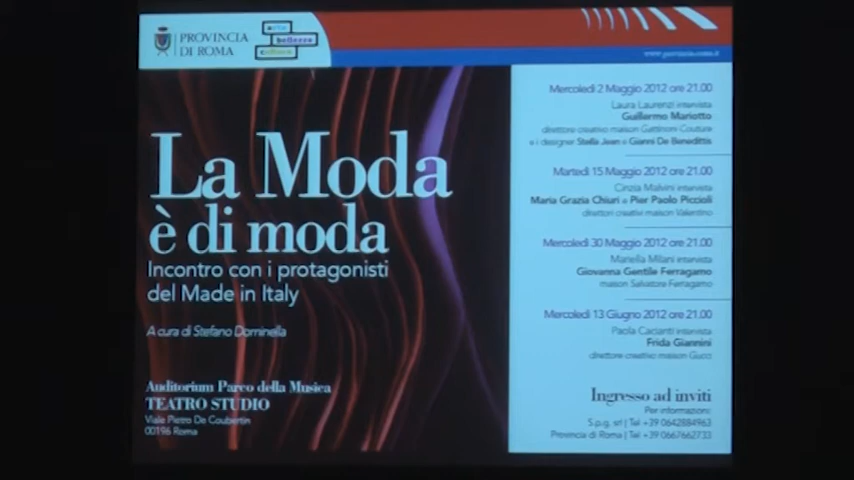 PROVINCIA
DI ROMA
arte
bellezza
cultura
www.provincia.roma.it
La Moda
è di moda
Incontro con i protagonisti
del Made in Italy
A cura di Stefano Dominella
Auditorium Parco della Musica
TEATRO STUDIO
Viale Pietro De Coubertin
00196 Roma
Mercoledì 2 Maggio 2012 ore 21.00
Laura Laurenzi intervista
Guillermo Mariotto
direttore creativo maison Gattinoni Couture
e i designer Stella Jean e Gianni De Benedittis
Martedì 15 Maggio 2012 ore 21.00
Cinzia Malvini intervista
Maria Grazia Chiuri e Pier Paolo Piccioli
direttori creativi maison Valentino
Mercoledì 30 Maggio 2012 ore 21.00
Mariella Milani intervista
Giovanna Gentile Ferragamo
maison Salvatore Ferragamo
Mercoledì 13 Giugno 2012 ore 21.00
Paola Cacianti intervista
Frida Giannini
direttore creativo maison Gucci
Ingresso ad inviti
Per informazioni:
S.p.g. srl | Tel +39 0642884963
Provincia di Roma | Tel +39 0667662733